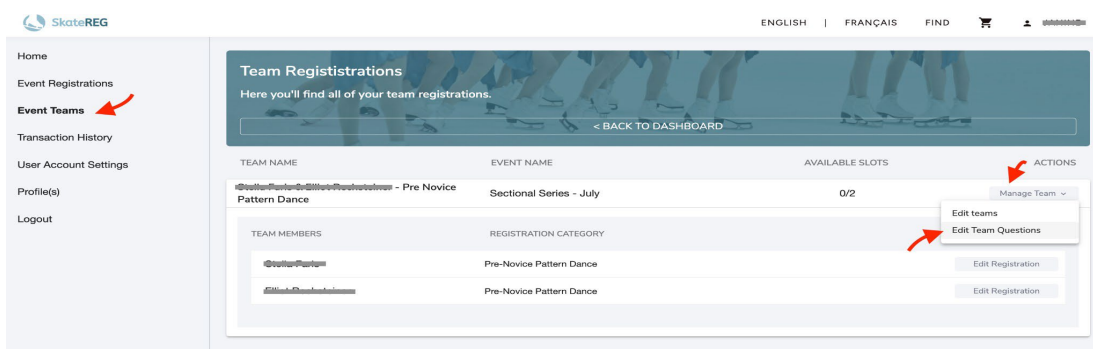 SkateREG
ENGLISH | FRANÇAIS FIND
Home
Event Registrations
Event Teams
Transaction History
User Account Settings
Profile(s)
Logout
Team Regististrations
Here you'll find all of your team registrations.
< BACK TO DASHBOARD
TEAM NAME EVENT NAME AVAILABLE SLOTS ACTIONS
- Pre Novice
Pattern Dance Sectional Series - July 0/2 Manage Team
Edit teams
Edit Team Questions
TEAM MEMBERS REGISTRATION CATEGORY
Pre-Novice Pattern Dance Edit Registration
Pre-Novice Pattern Dance Edit Registration